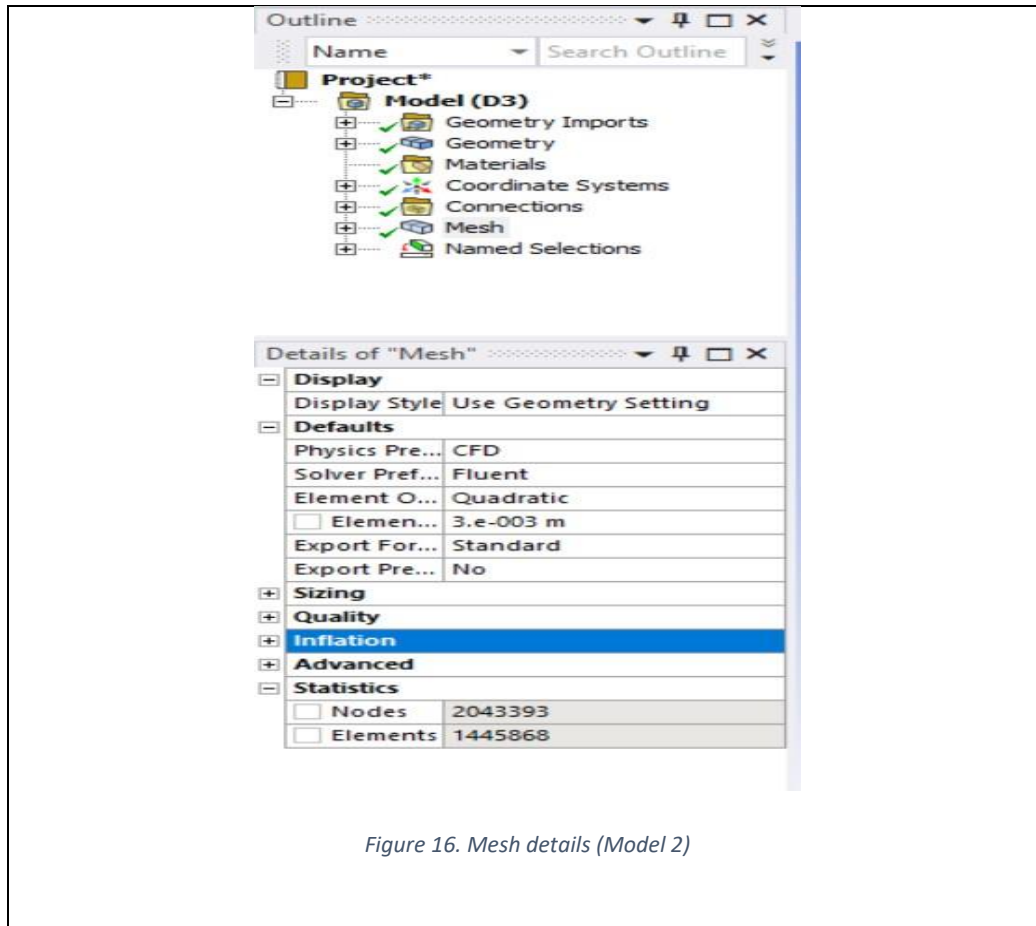 Outline
Name Search Outline
Project*
Model (D3)
Geometry Imports
Geometry
Materials
Coordinate Systems
Connections
Mesh
Named Selections
Details of "Mesh"
Display
Display Style Use Geometry Setting
Defaults
Physics Pre... CFD
Solver Pref... Fluent
Element O... Quadratic
Elemen... 3.e-003 m
Export For... Standard
Export Pre... No
Sizing
Quality
Inflation
Advanced
Statistics
Nodes 2043393
Elements 1445868
Figure 16. Mesh details (Model 2)